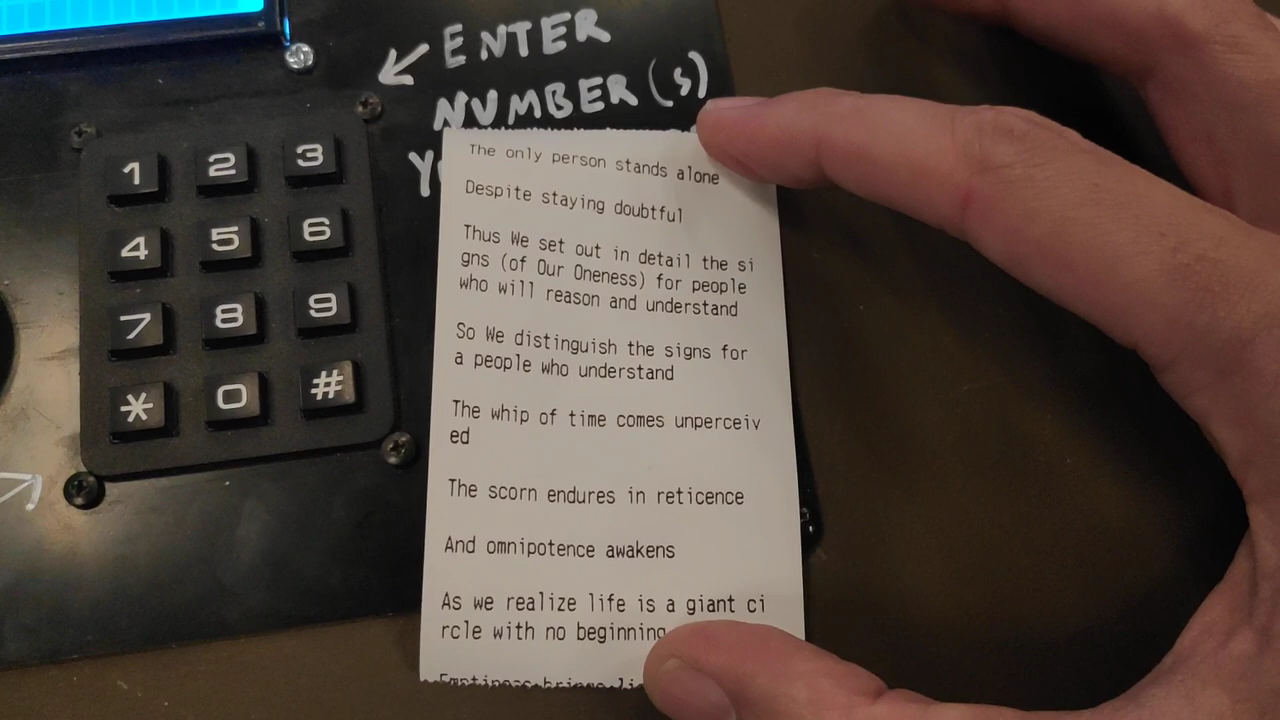 ← ENTER
NUMBER(s)
1 2 3
4 5 6
7 8 9
* 0 #
The only person stands alone
Despite staying doubtful
Thus We set out in detail the si
gns (of Our Oneness) for people
who will reason and understand
So We distinguish the signs for
a people who understand
The whip of time comes unperceiv
ed
The scorn endures in reticence
And omnipotence awakens
As we realize life is a giant ci
rcle with no beginning